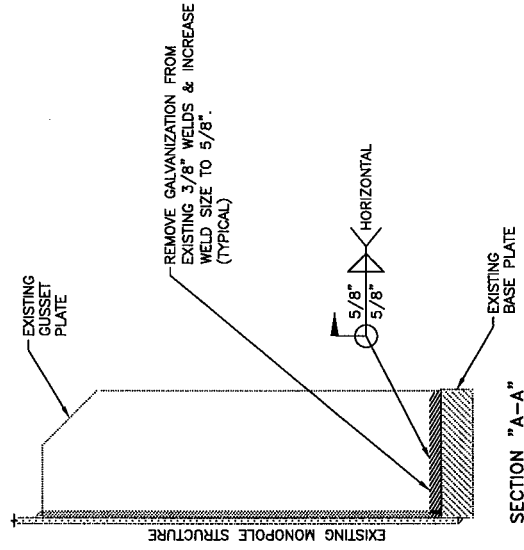 EXISTING
GUSSET
PLATE
REMOVE GALVANIZATION FROM
EXISTING 3/8" WELDS & INCREASE
WELD SIZE TO 5/8".
(TYPICAL)
EXISTING MONOPOLE STRUCTURE
5/8"
5/8"
HORIZONTAL
EXISTING
BASE PLATE
SECTION "A-A"